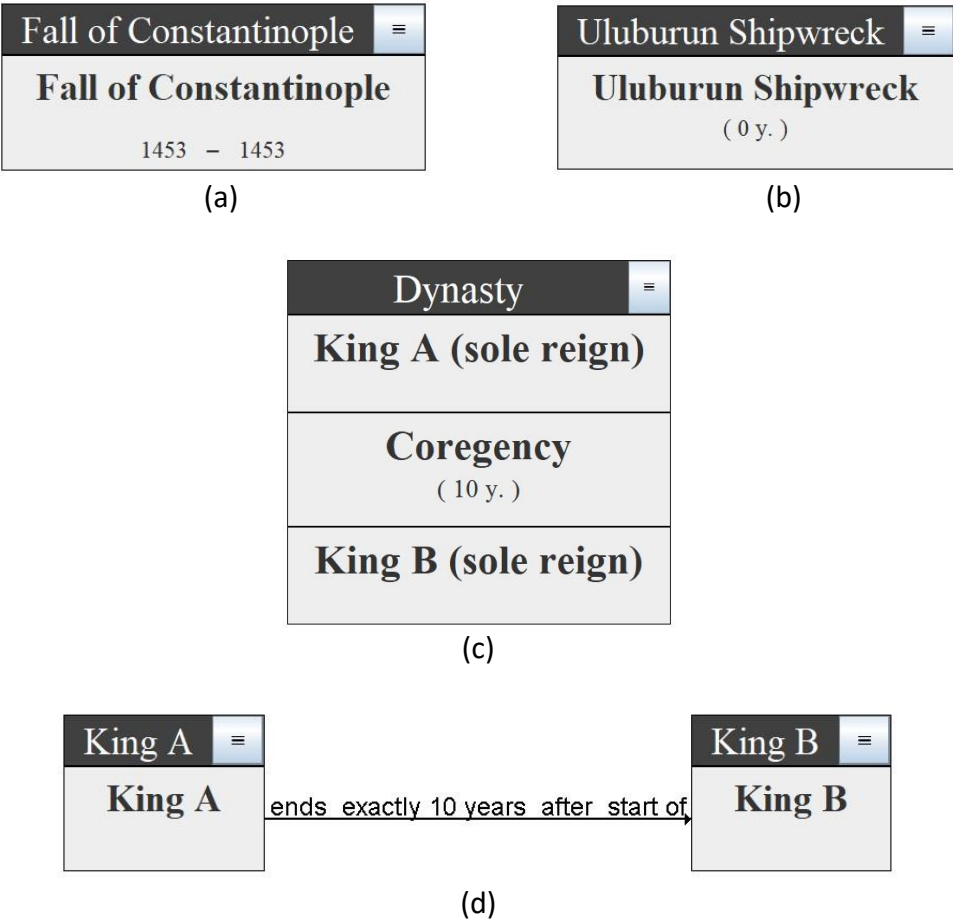 Fall of Constantinople ≡
Fall of Constantinople
1453 – 1453
(a)
Uluburun Shipwreck ≡
Uluburun Shipwreck
( 0 y. )
(b)
Dynasty ≡
King A (sole reign)
Coregency
( 10 y. )
King B (sole reign)
(c)
King A ≡
King A
ends exactly 10 years after start of
King B ≡
King B
(d)